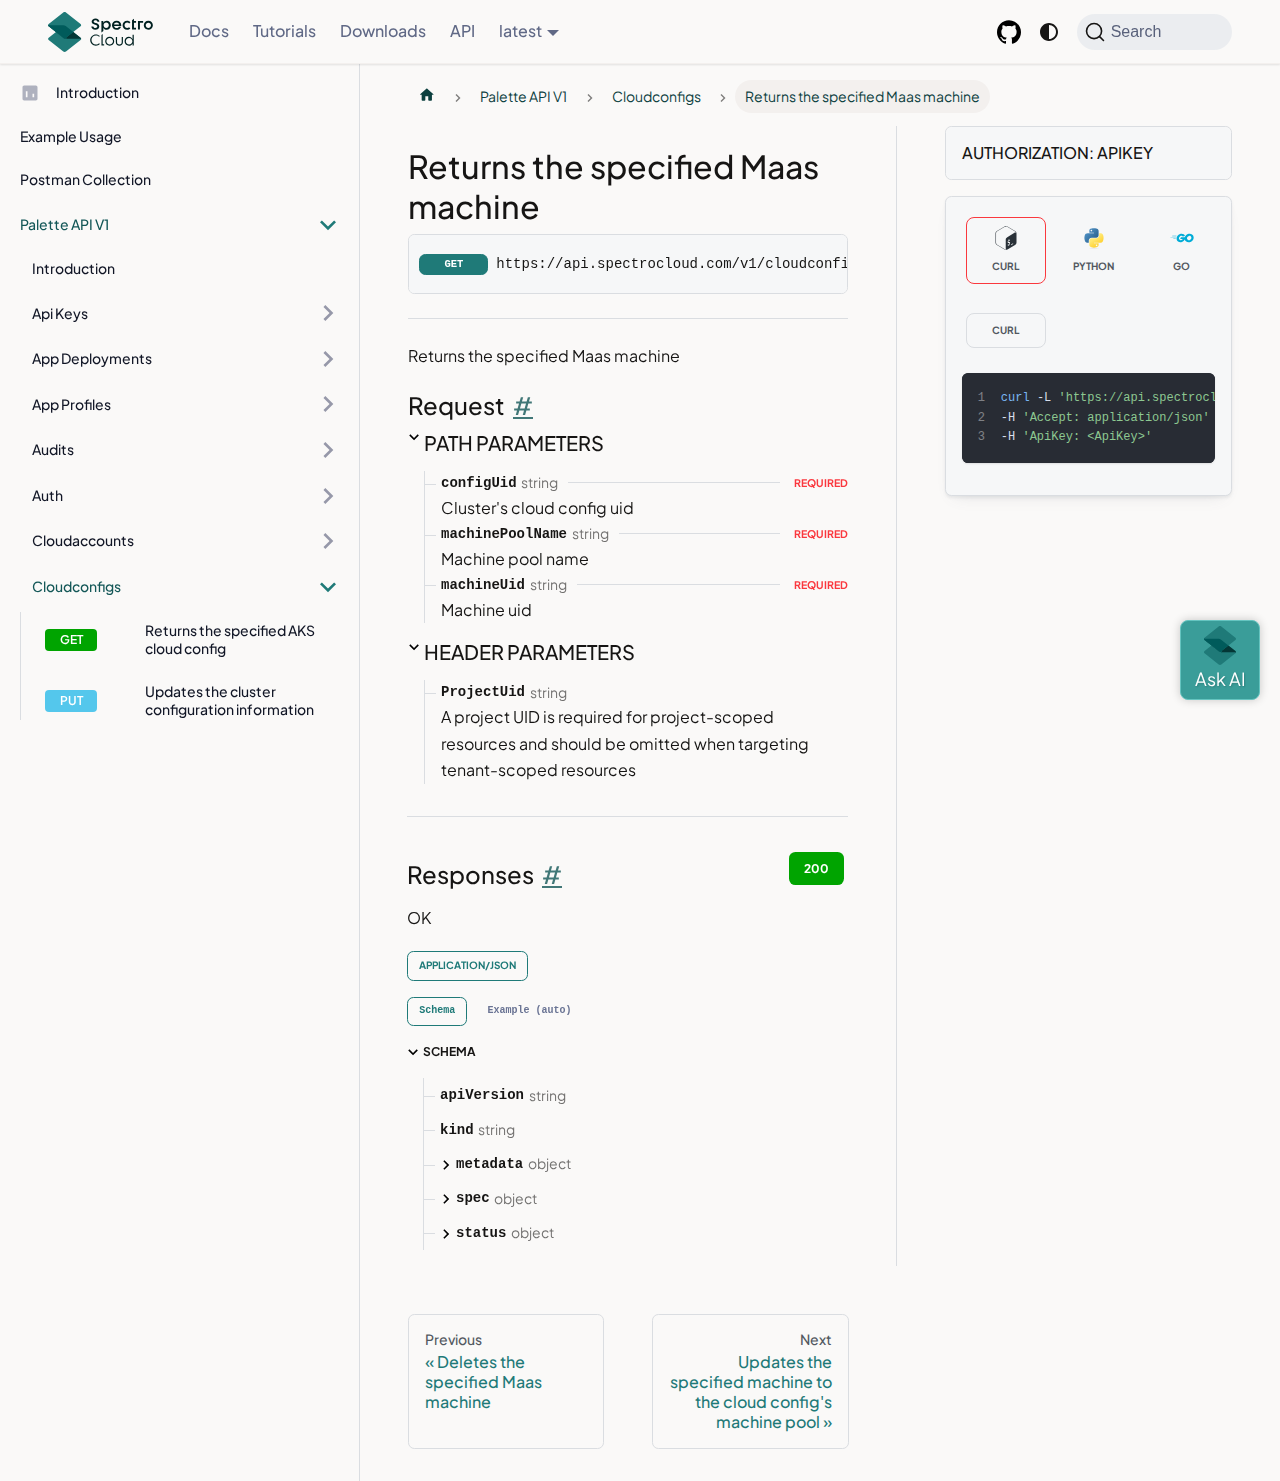 Spectro Cloud
Docs
Tutorials
Downloads
API
latest
Search
Introduction
Example Usage
Postman Collection
Palette API V1
Introduction
Api Keys
App Deployments
App Profiles
Audits
Auth
Cloudaccounts
Cloudconfigs
GET
Returns the specified AKS
cloud config
PUT
Updates the cluster
configuration information
Palette API V1
Cloudconfigs
Returns the specified Maas machine
Returns the specified Maas
machine
GET
https://api.spectrocloud.com/v1/cloudconfi
Returns the specified Maas machine
Request #
PATH PARAMETERS
configUid string REQUIRED
Cluster's cloud config uid
machinePoolName string REQUIRED
Machine pool name
machineUid string REQUIRED
Machine uid
HEADER PARAMETERS
ProjectUid string
A project UID is required for project-scoped
resources and should be omitted when targeting
tenant-scoped resources
Responses #
200
OK
APPLICATION/JSON
Schema
Example (auto)
SCHEMA
apiVersion string
kind string
metadata object
spec object
status object
Previous
« Deletes the
specified Maas
machine
Next
Updates the
specified machine to
the cloud config's
machine pool »
AUTHORIZATION: APIKEY
CURL
PYTHON
GO
CURL
1 curl -L 'https://api.spectrocl
2 -H 'Accept: application/json'
3 -H 'ApiKey: <ApiKey>'
Ask AI